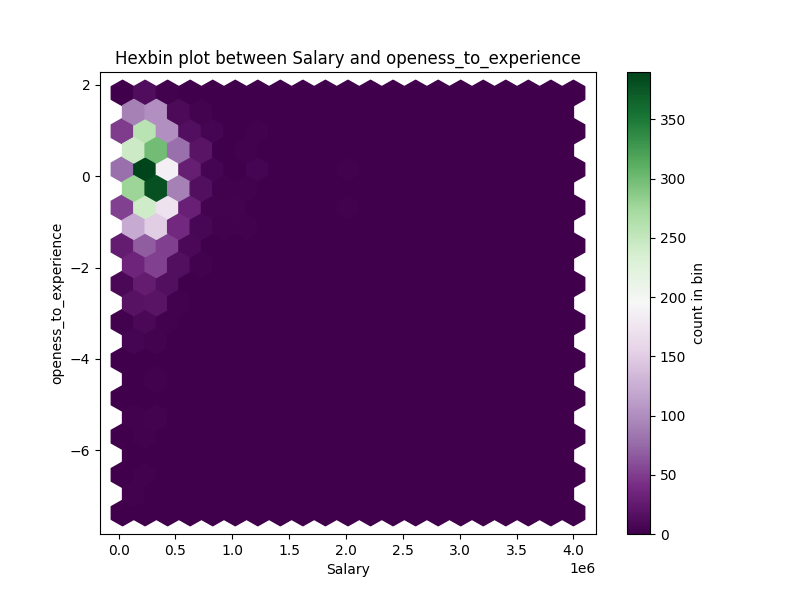 Hexbin plot between Salary and openess_to_experience
2
0
−2
−4
−6
openess_to_experience
0.0 0.5 1.0 1.5 2.0 2.5 3.0 3.5 4.0
1e6
Salary
350
300
250
200
150
100
50
0
count in bin